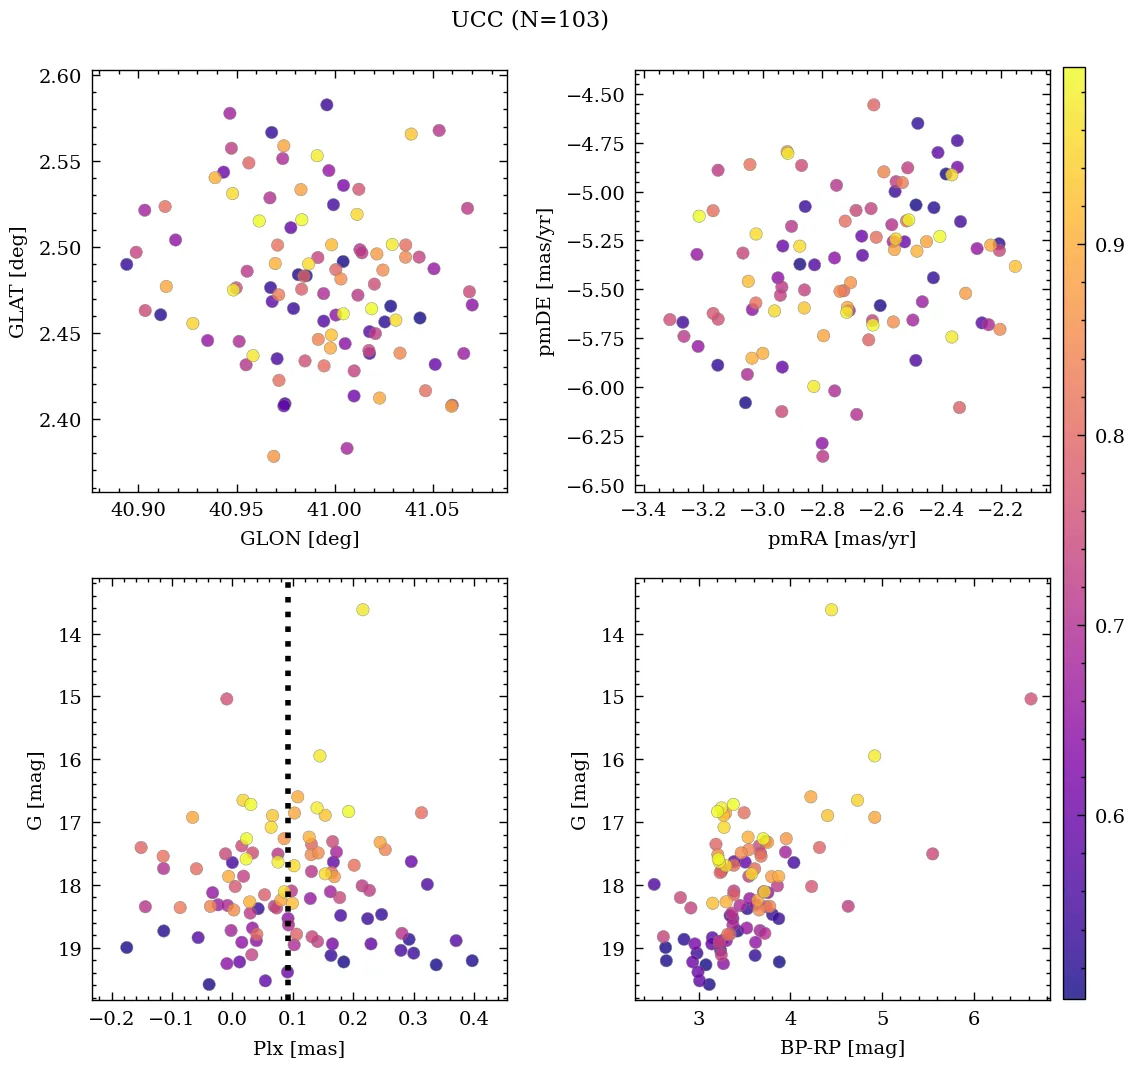 UCC (N=103)
2.60
2.55
2.50
2.45
2.40
GLAT [deg]
40.90 40.95 41.00 41.05
GLON [deg]
−4.50
−4.75
−5.00
−5.25
−5.50
−5.75
−6.00
−6.25
−6.50
pmDE [mas/yr]
−3.4 −3.2 −3.0 −2.8 −2.6 −2.4 −2.2
pmRA [mas/yr]
0.9
0.8
0.7
0.6
14
15
16
17
18
19
G [mag]
−0.2 −0.1 0.0 0.1 0.2 0.3 0.4
Plx [mas]
14
15
16
17
18
19
G [mag]
3 4 5 6
BP-RP [mag]